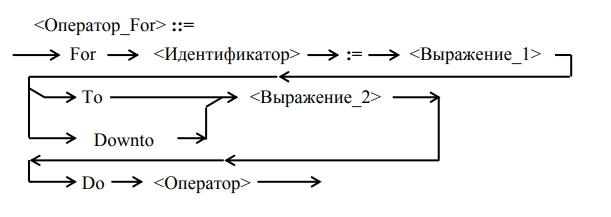 <Оператор_For> ::=
For <Идентификатор> := <Выражение_1>
To <Выражение_2>
Downto
Do <Оператор>